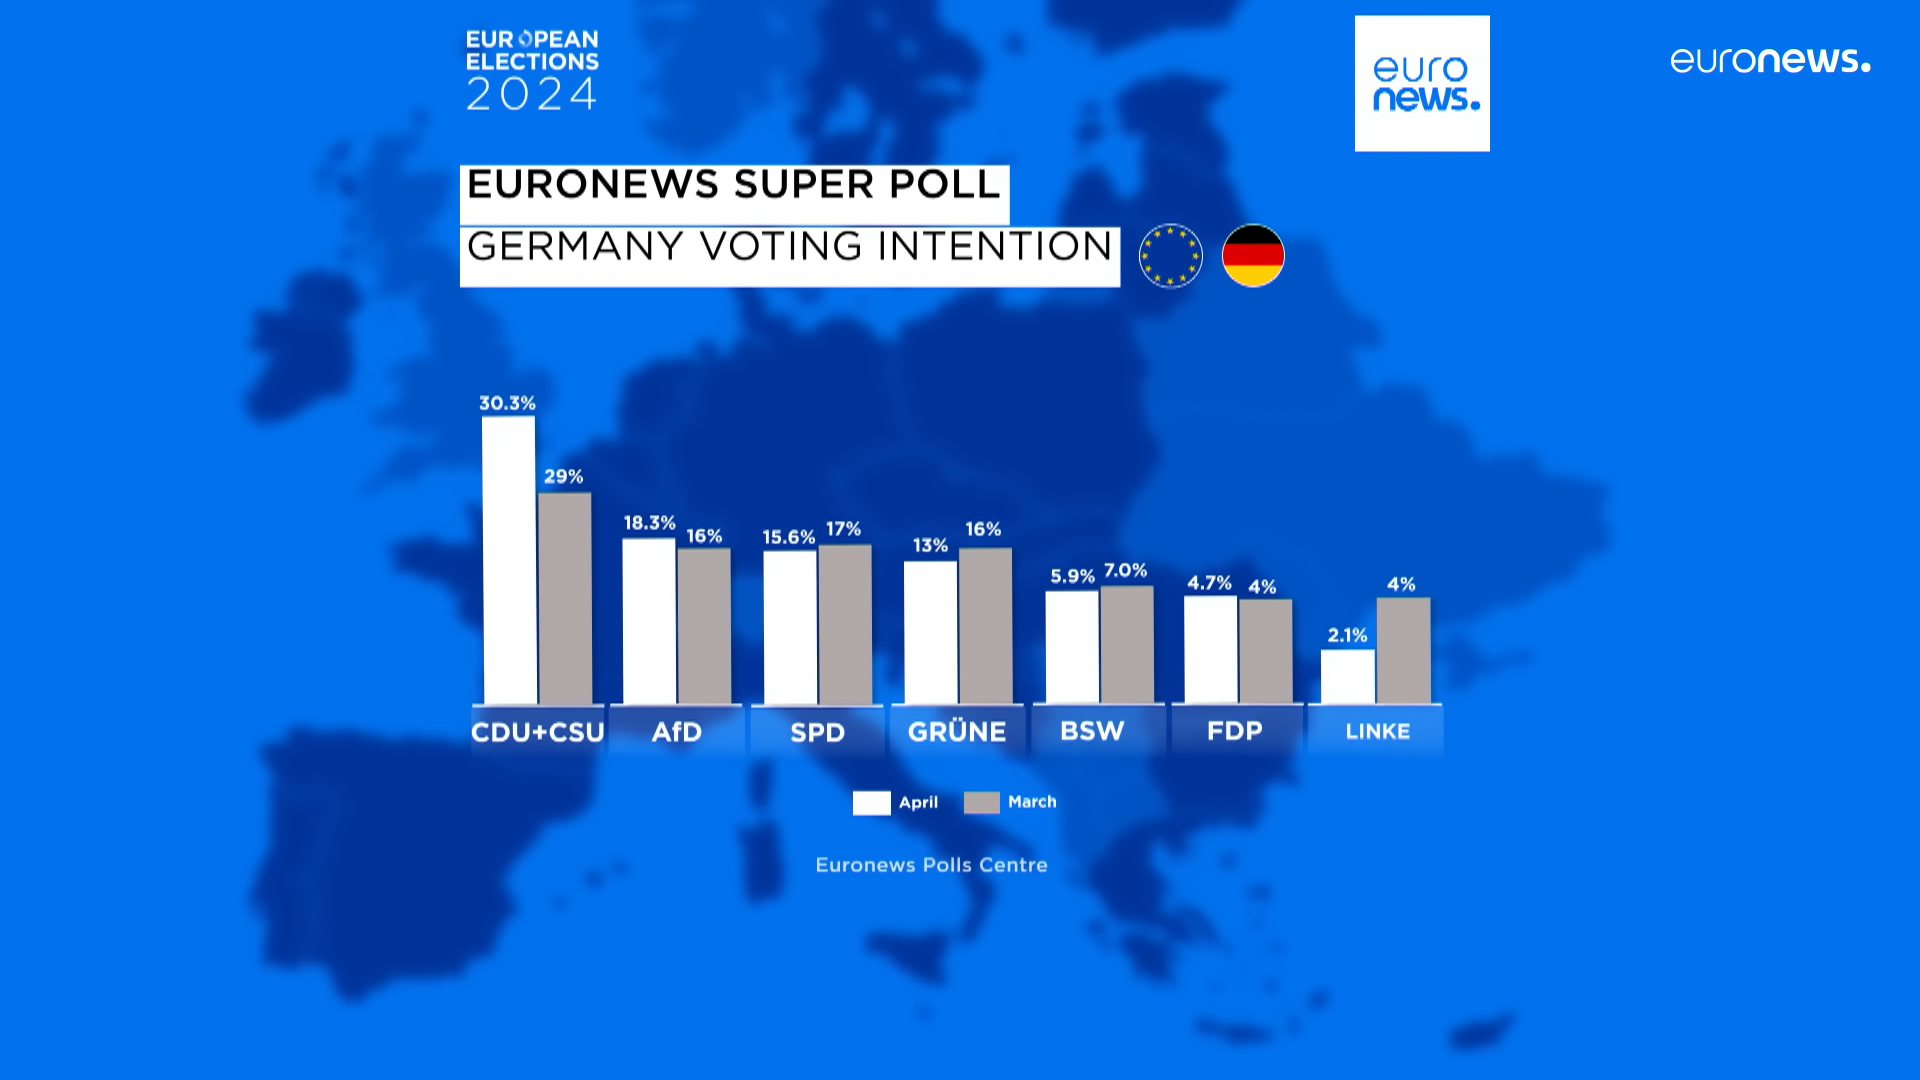 EUROPEAN
ELECTIONS
2024
euro
news.
euronews.
EURONEWS SUPER POLL
GERMANY VOTING INTENTION
30.3%
29%
18.3%
16%
15.6%
17%
13%
16%
5.9%
7.0%
4.7%
4%
2.1%
4%
CDU+CSU
AfD
SPD
GRÜNE
BSW
FDP
LINKE
April
March
Euronews Polls Centre